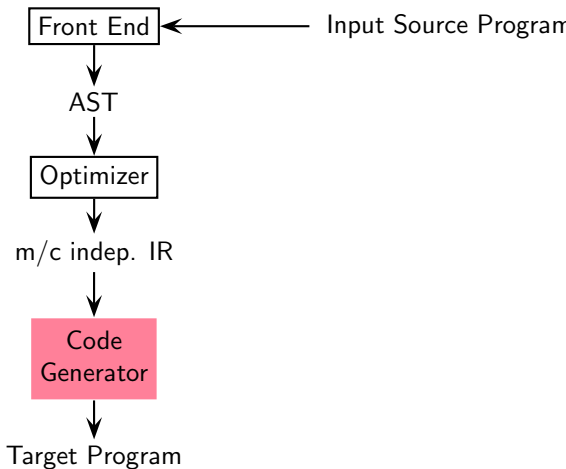 Front End
Input Source Program
AST
Optimizer
m/c indep. IR
Code
Generator
Target Program